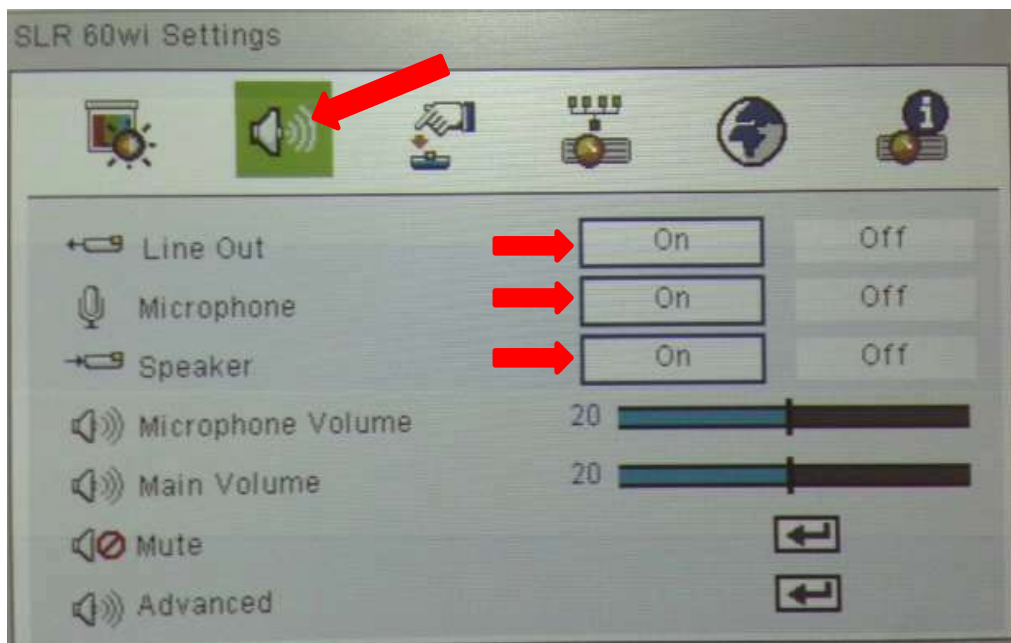 SLR 60wi Settings
Line Out On Off
Microphone On Off
Speaker On Off
Microphone Volume 20
Main Volume 20
Mute
Advanced